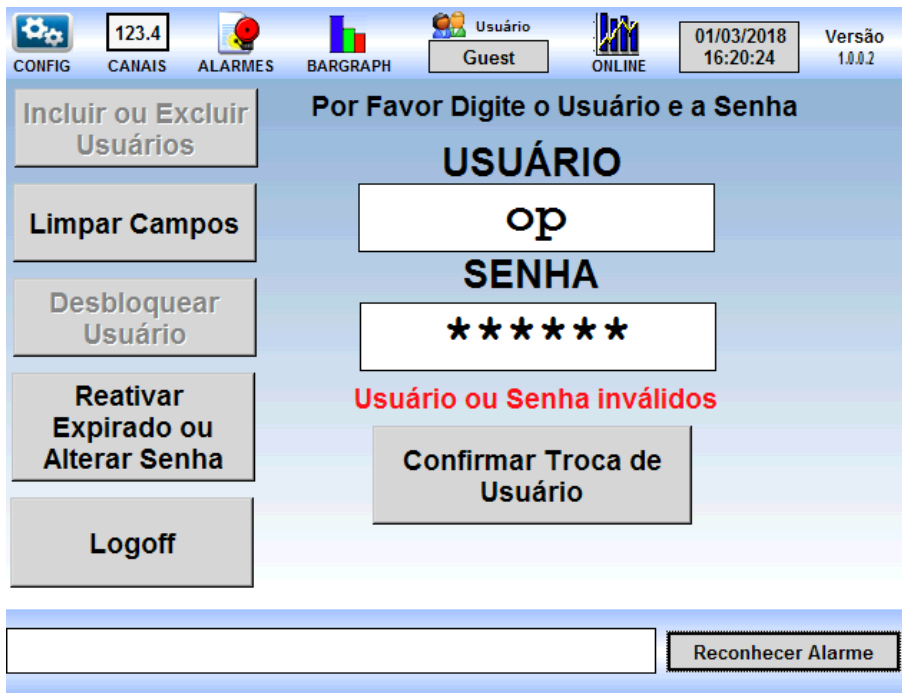 CONFIG
123.4
CANAIS
ALARMES
BARGRAPH
Usuário
Guest
ONLINE
01/03/2018
16:20:24
Versão
1.0.0.2
Incluir ou Excluir
Usuários
Limpar Campos
Desbloquear
Usuário
Reativar
Expirado ou
Alterar Senha
Logoff
Por Favor Digite o Usuário e a Senha
USUÁRIO
op
SENHA
******
Usuário ou Senha inválidos
Confirmar Troca de
Usuário
Reconhecer Alarme